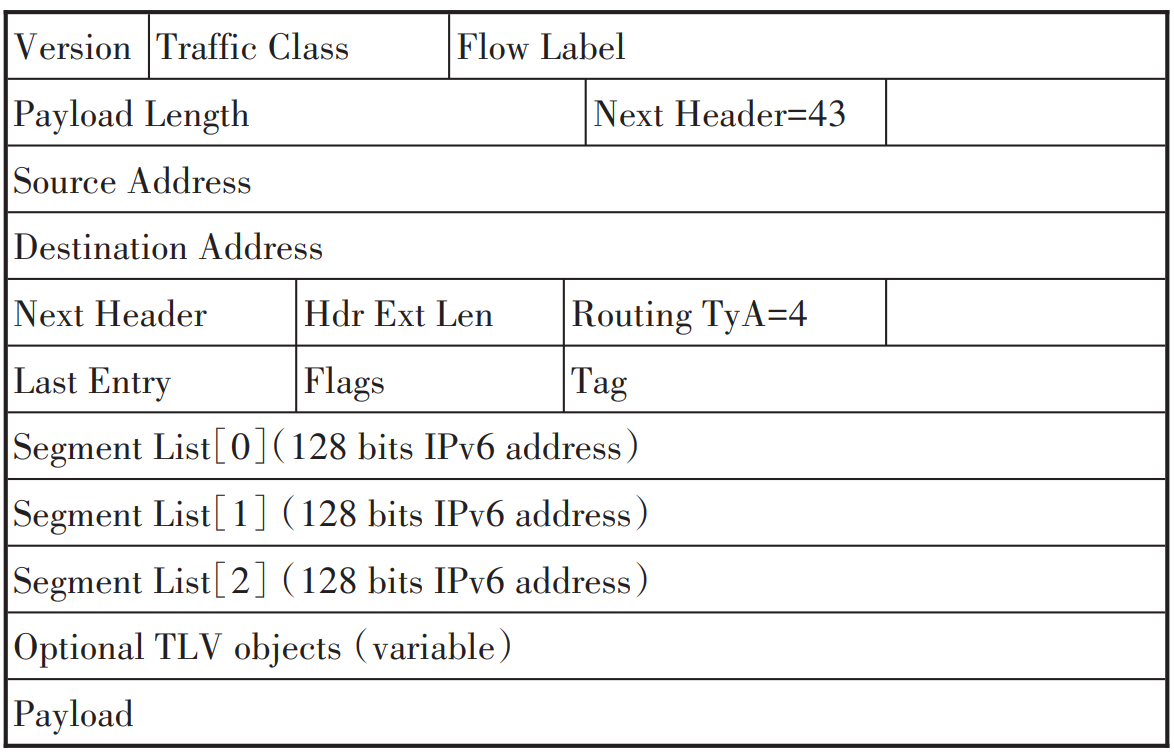 Version Traffic Class Flow Label
Payload Length Next Header=43
Source Address
Destination Address
Next Header Hdr Ext Len Routing TyA=4
Last Entry Flags Tag
Segment List[0](128 bits IPv6 address)
Segment List[1] (128 bits IPv6 address)
Segment List[2] (128 bits IPv6 address)
Optional TLV objects (variable)
Payload